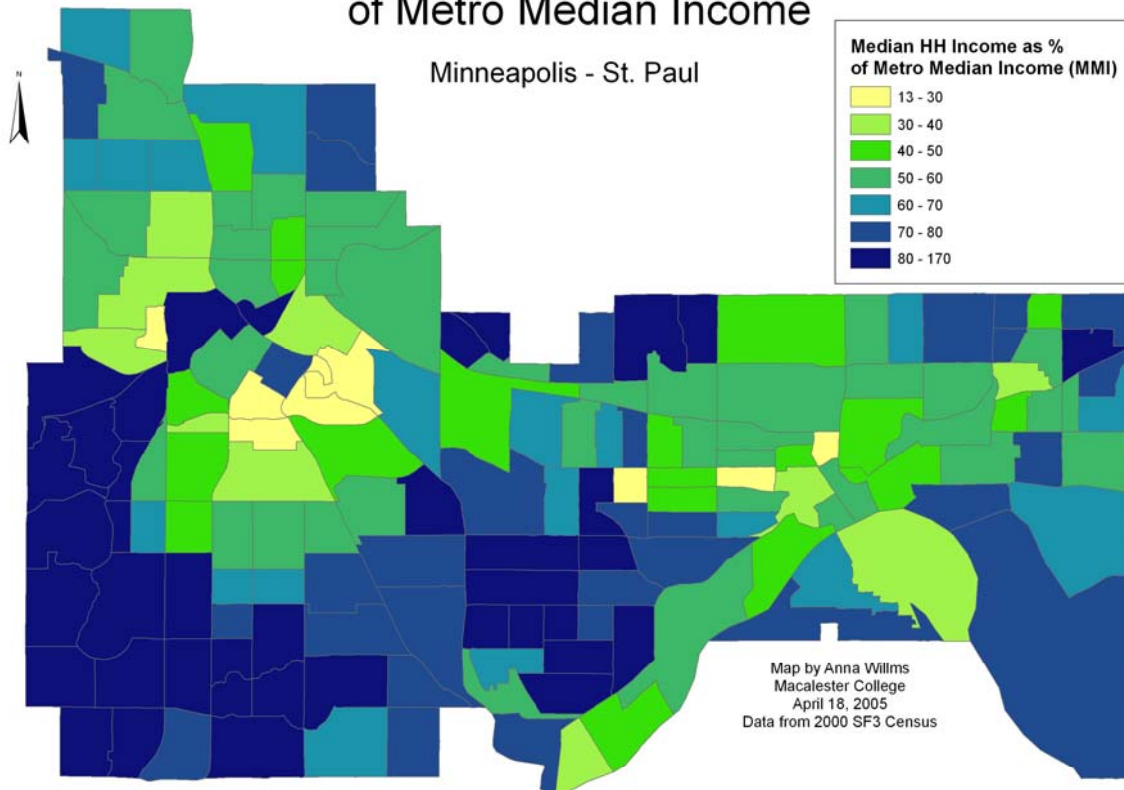 of Metro Median Income
Minneapolis - St. Paul
N
Median HH Income as %
of Metro Median Income (MMI)
13 - 30
30 - 40
40 - 50
50 - 60
60 - 70
70 - 80
80 - 170
Map by Anna Willms
Macalester College
April 18, 2005
Data from 2000 SF3 Census